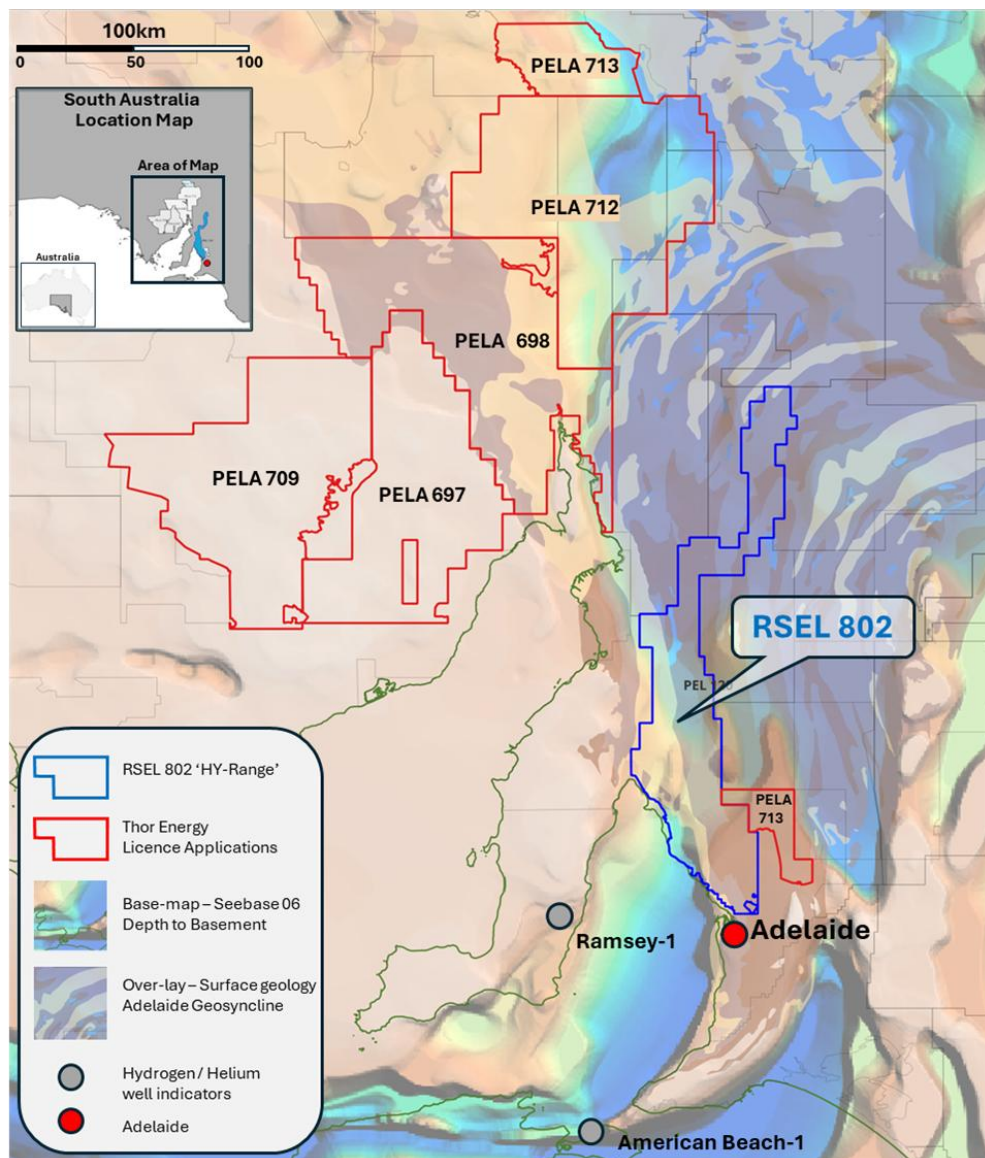 100km
0 50 100
South Australia
Location Map
Area of Map
Australia
PELA 713
PELA 712
PELA 698
PELA 709
PELA 697
RSEL 802
PEL 120
PELA
713
Adelaide
Ramsey-1
American Beach-1
RSEL 802 ‘HY-Range’
Thor Energy
Licence Applications
Base-map – Seebase 06
Depth to Basement
Over-lay – Surface geology
Adelaide Geosyncline
Hydrogen / Helium
well indicators
Adelaide